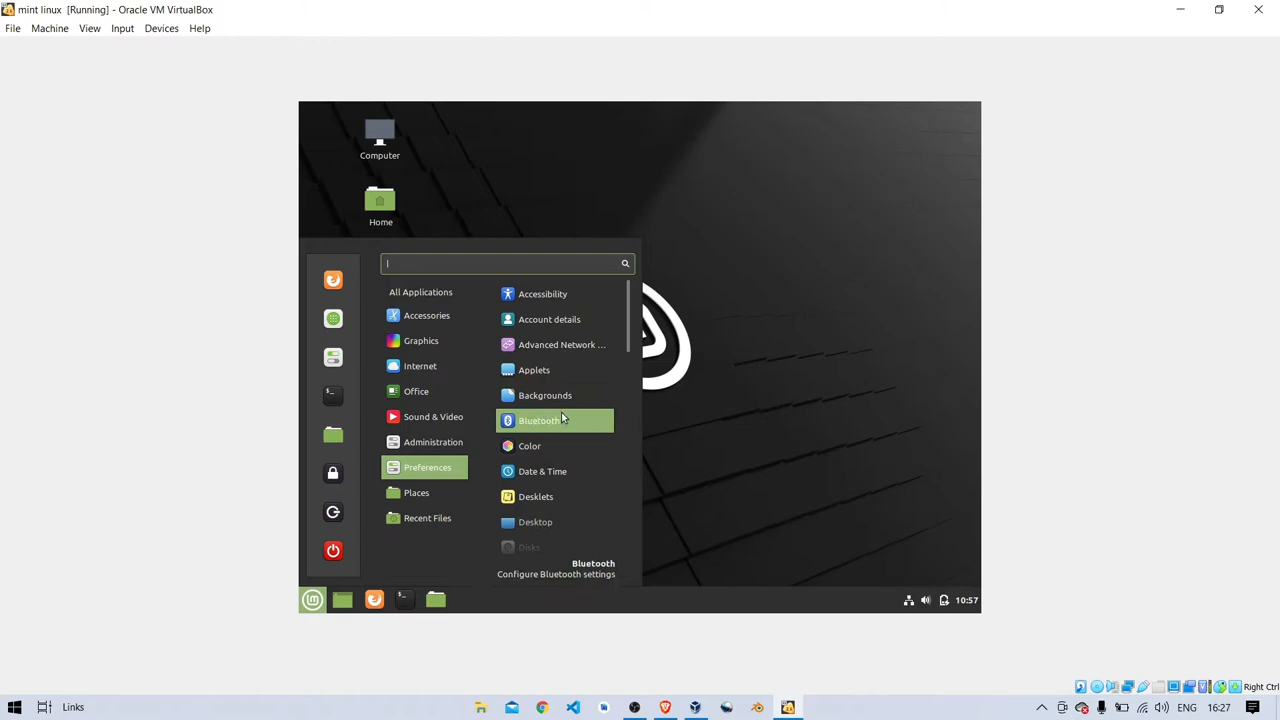 mint linux [Running] - Oracle VM VirtualBox
File Machine View Input Devices Help
Computer
Home
All Applications
Accessories
Graphics
Internet
Office
Sound & Video
Administration
Preferences
Places
Recent Files
Accessibility
Account details
Advanced Network ...
Applets
Backgrounds
Bluetooth
Color
Date & Time
Desklets
Desktop
Disks
Bluetooth
Configure Bluetooth settings
10:57
Right Ctrl
Links
ENG 16:27